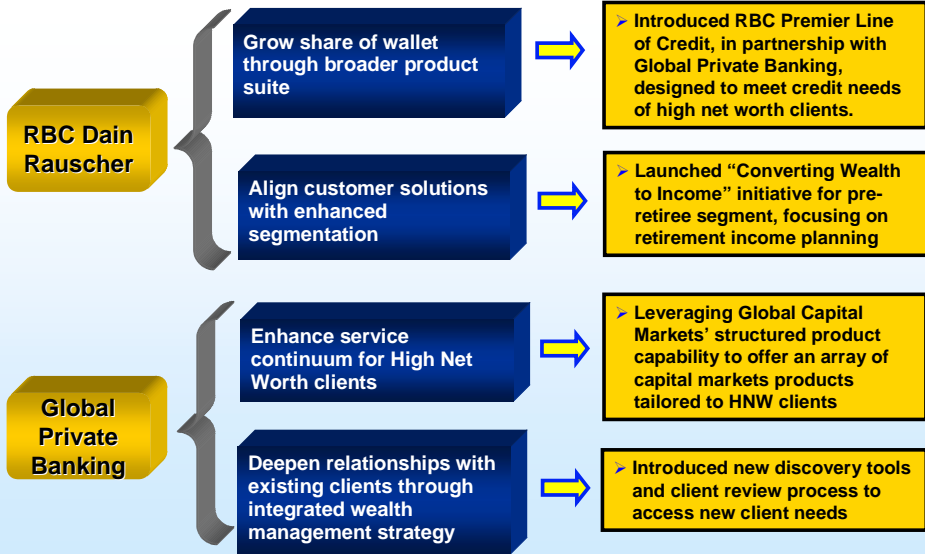 RBC Dain
Rauscher
Grow share of wallet
through broader product
suite
➢ Introduced RBC Premier Line
of Credit, in partnership with
Global Private Banking,
designed to meet credit needs
of high net worth clients.
Align customer solutions
with enhanced
segmentation
➢ Launched “Converting Wealth
to Income” initiative for pre-
retiree segment, focusing on
retirement income planning
Global
Private
Banking
Enhance service
continuum for High Net
Worth clients
➢ Leveraging Global Capital
Markets’ structured product
capability to offer an array of
capital markets products
tailored to HNW clients
Deepen relationships with
existing clients through
integrated wealth
management strategy
➢ Introduced new discovery tools
and client review process to
access new client needs